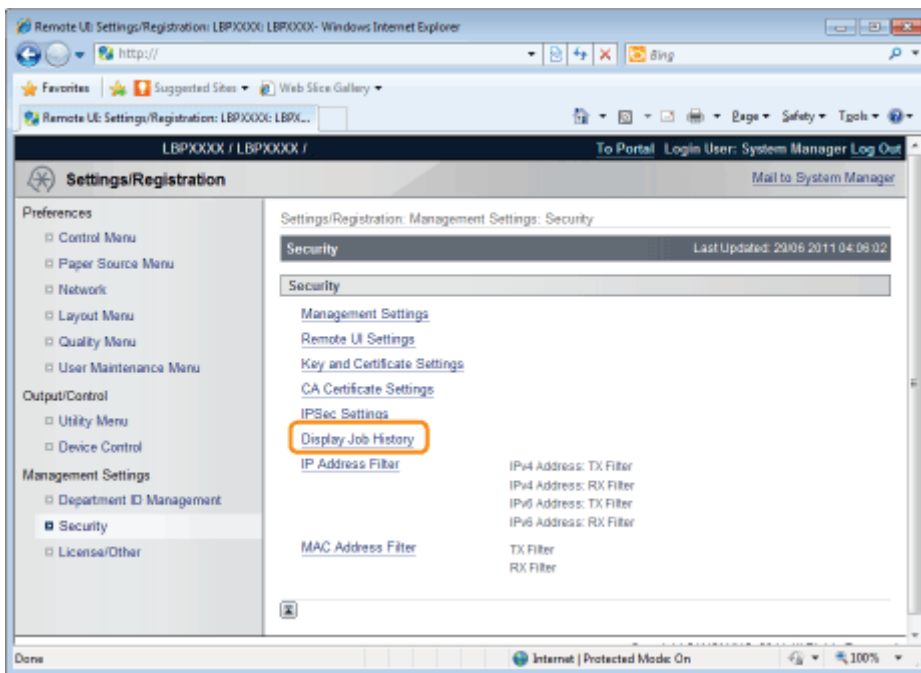 Remote UI: Settings/Registration: LBPXXXX: LBPXXXX- Windows Internet Explorer
http://
Bing
Favorites Suggested Sites Web Slice Gallery
Remote UI: Settings/Registration: LBPXXXX: LBPX... Page Safety Tools
LBPXXXX / LBPXXXX / To Portal Login User: System Manager Log Out
Settings/Registration Mail to System Manager
Preferences
Control Menu
Paper Source Menu
Network
Layout Menu
Quality Menu
User Maintenance Menu
Output/Control
Utility Menu
Device Control
Management Settings
Department ID Management
Security
License/Other
Settings/Registration: Management Settings: Security
Security Last Updated: 29/06 2011 04:06:02
Security
Management Settings
Remote UI Settings
Key and Certificate Settings
CA Certificate Settings
IPSec Settings
Display Job History
IP Address Filter IPv4 Address: TX Filter
IPv4 Address: RX Filter
IPv6 Address: TX Filter
IPv6 Address: RX Filter
MAC Address Filter TX Filter
RX Filter
Done Internet | Protected Mode: On 100%